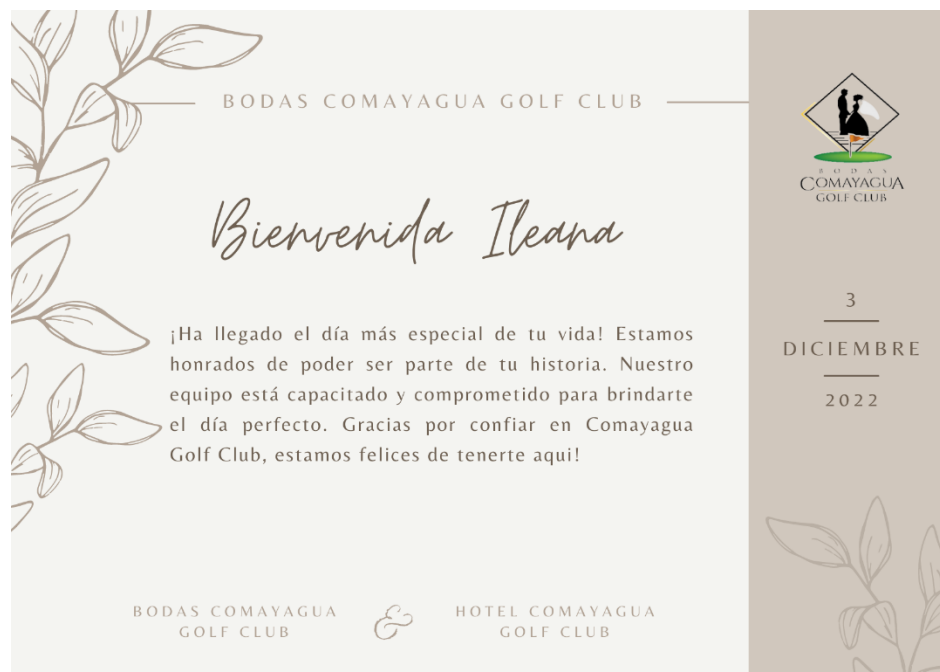 BODAS COMAYAGUA GOLF CLUB
Bienvenida Ileana
¡Ha llegado el día más especial de tu vida! Estamos
honrados de poder ser parte de tu historia. Nuestro
equipo está capacitado y comprometido para brindarte
el día perfecto. Gracias por confiar en Comayagua
Golf Club, estamos felices de tenerte aqui!
BODAS COMAYAGUA
GOLF CLUB
&
HOTEL COMAYAGUA
GOLF CLUB
BODAS
COMAYAGUA
GOLF CLUB
3
DICIEMBRE
2022